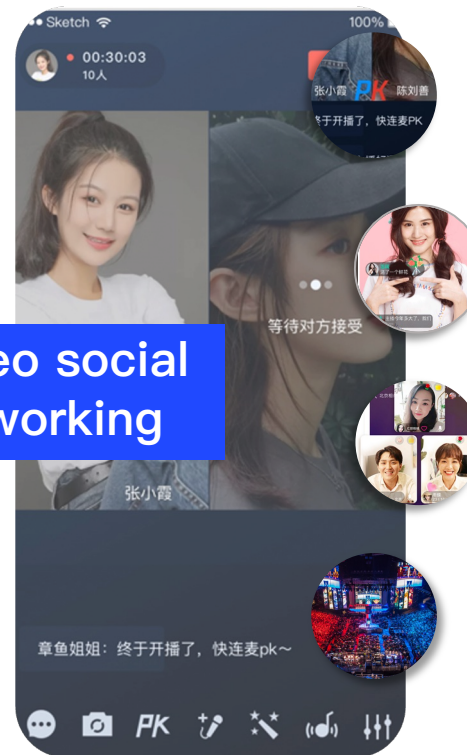 Sketch
100%
00:30:03
10人
张小霞 PK 陈刘善
终于开播了，快连麦PK
等待对方接受
eo social
working
张小霞
章鱼姐姐：终于开播了，快连麦pk～
PK